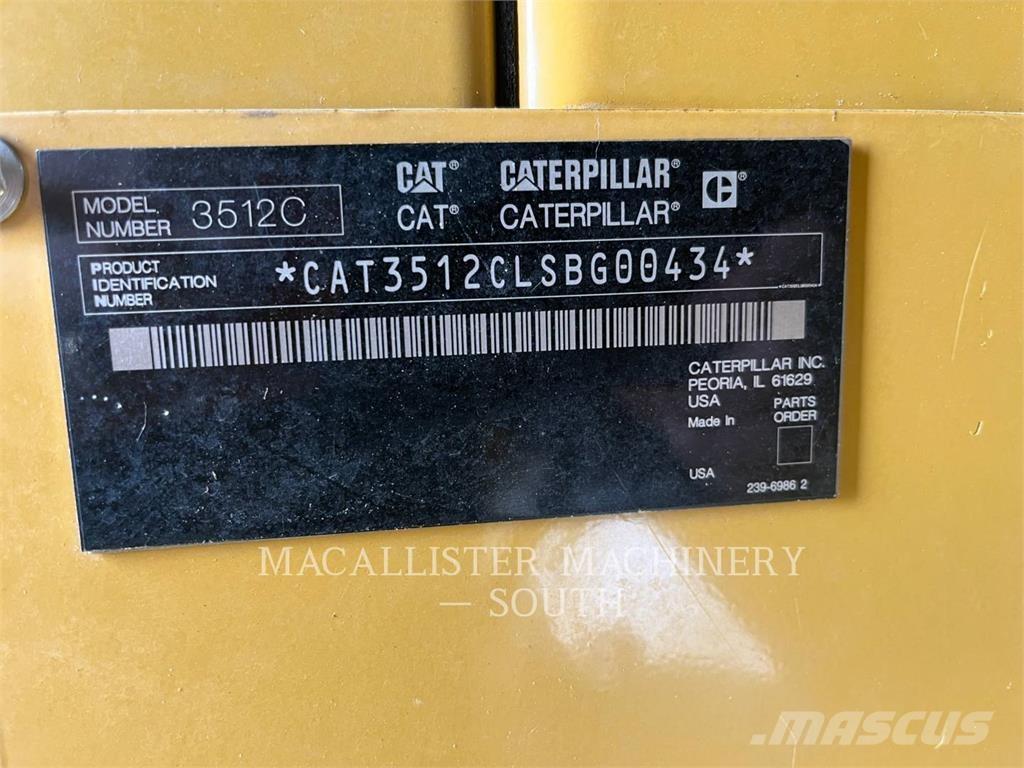 CAT® CATERPILLAR®
CAT® CATERPILLAR®
MODEL
NUMBER 3512C
PRODUCT
IDENTIFICATION
NUMBER
*CAT3512CLSBG00434*
CATERPILLAR INC.
PEORIA, IL 61629
USA
Made In
PARTS
ORDER
USA
239-6986 2
MACALLISTER MACHINERY
— SOUTH
MASCUS